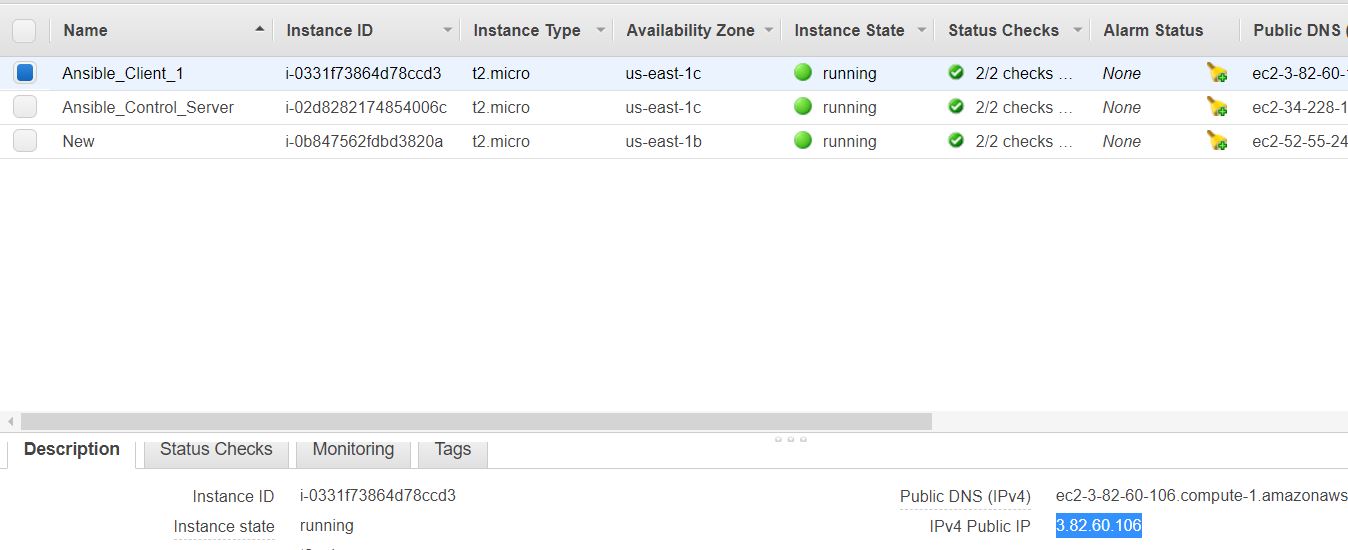 Name Instance ID Instance Type Availability Zone Instance State Status Checks Alarm Status Public DNS (
Ansible_Client_1 i-0331f73864d78ccd3 t2.micro us-east-1c running 2/2 checks ... None ec2-3-82-60-
Ansible_Control_Server i-02d8282174854006c t2.micro us-east-1c running 2/2 checks ... None ec2-34-228-1
New i-0b847562fdbd3820a t2.micro us-east-1b running 2/2 checks ... None ec2-52-55-24
Description Status Checks Monitoring Tags
Instance ID i-0331f73864d78ccd3 Public DNS (IPv4) ec2-3-82-60-106.compute-1.amazonaws
Instance state running IPv4 Public IP 3.82.60.106